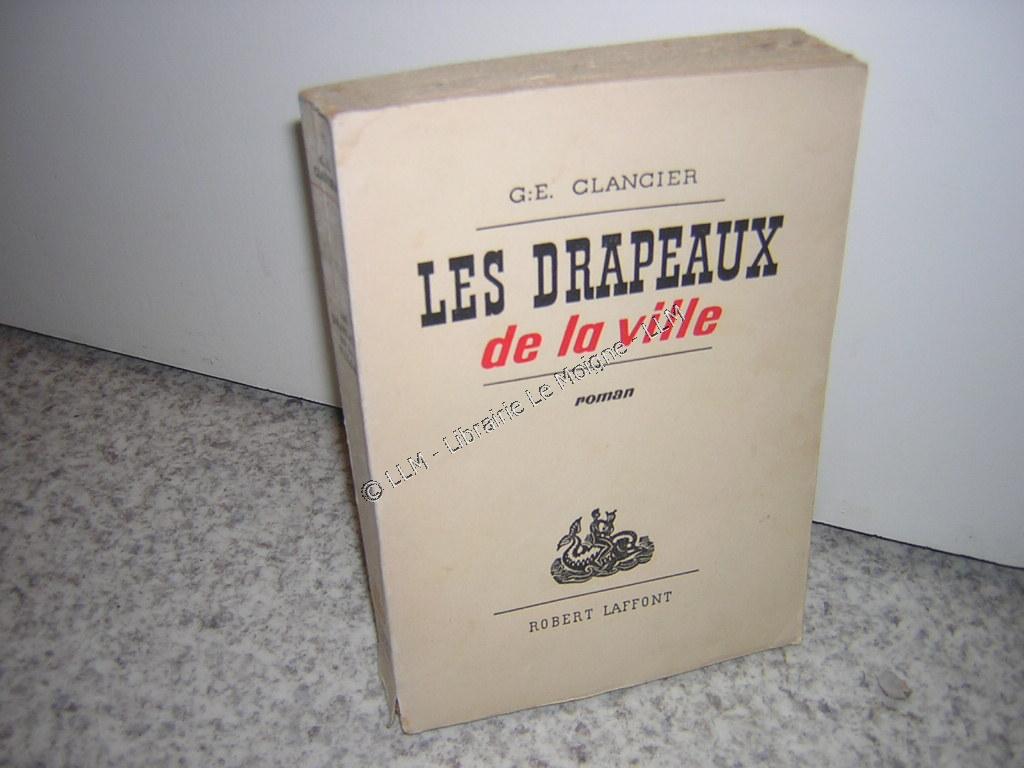 G:E. CLANCIER
LES DRAPEAUX
de la ville
roman
© LLM - Librairie Le Moigne - LLM
ROBERT LAFFONT